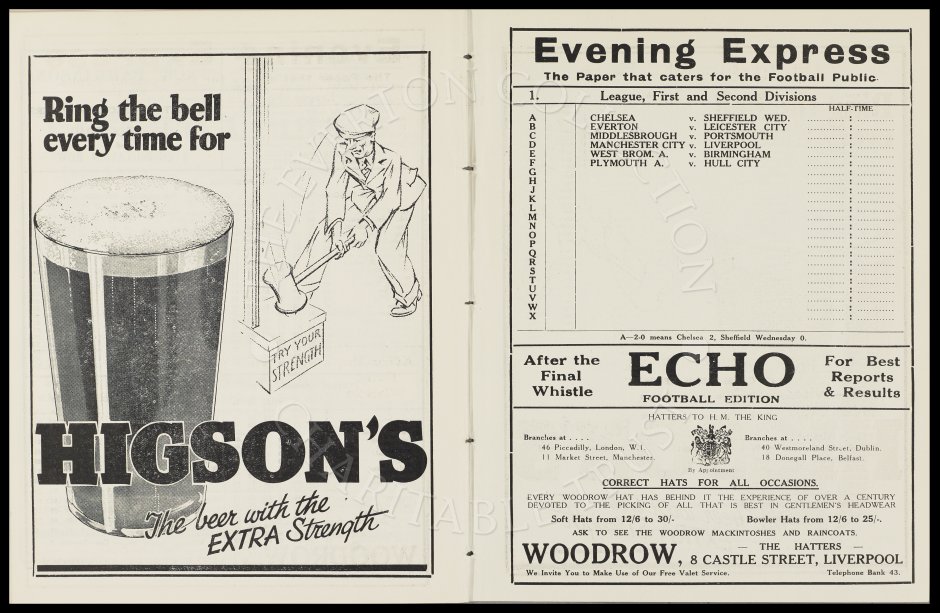 Ring the bell
every time for
TRY YOUR
STRENGTH
HIGSON'S
The beer with the
EXTRA Strength
Evening Express
The Paper that caters for the Football Public
1. League, First and Second Divisions
HALF-TIME
A CHELSEA v. SHEFFIELD WED.
B EVERTON v. LEICESTER CITY
C MIDDLESBROUGH v. PORTSMOUTH
D MANCHESTER CITY v. LIVERPOOL
E WEST BROM. A. v. BIRMINGHAM
F PLYMOUTH A. v. HULL CITY
G
H
J
K
L
M
N
O
P
Q
R
S
T
U
V
W
X
A—2-0 means Chelsea 2, Sheffield Wednesday 0.
After the
Final
Whistle
ECHO
FOOTBALL EDITION
For Best
Reports
& Results
HATTERS TO H.M. THE KING
Branches at . . . .
46 Piccadilly, London, W.1.
11 Market Street, Manchester.
By Appointment
Branches at . . . .
40 Westmoreland Street, Dublin.
18 Donegall Place, Belfast.
CORRECT HATS FOR ALL OCCASIONS.
EVERY WOODROW HAT HAS BEHIND IT THE EXPERIENCE OF OVER A CENTURY
DEVOTED TO THE PICKING OF ALL THAT IS BEST IN GENTLEMEN'S HEADWEAR
Soft Hats from 12/6 to 30/- Bowler Hats from 12/6 to 25/-.
ASK TO SEE THE WOODROW MACKINTOSHES AND RAINCOATS.
WOODROW, — THE HATTERS —
8 CASTLE STREET, LIVERPOOL
We Invite You to Make Use of Our Free Valet Service. Telephone Bank 43.
THE EVERTON COLLECTION
CHARITABLE TRUST